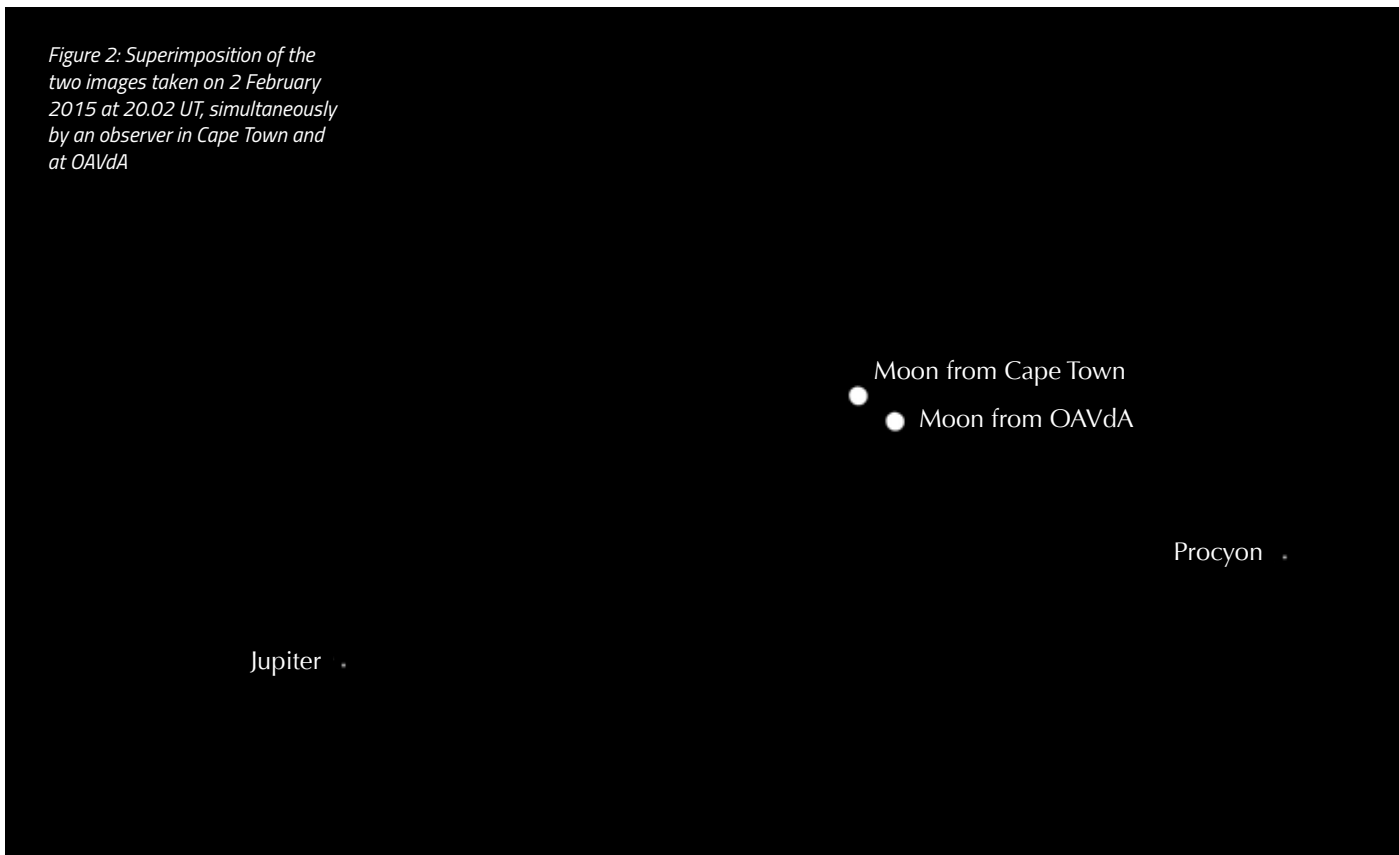 Figure 2: Superimposition of the
two images taken on 2 February
2015 at 20.02 UT, simultaneously
by an observer in Cape Town and
at OAVdA
Moon from Cape Town
Moon from OAVdA
Procyon
Jupiter